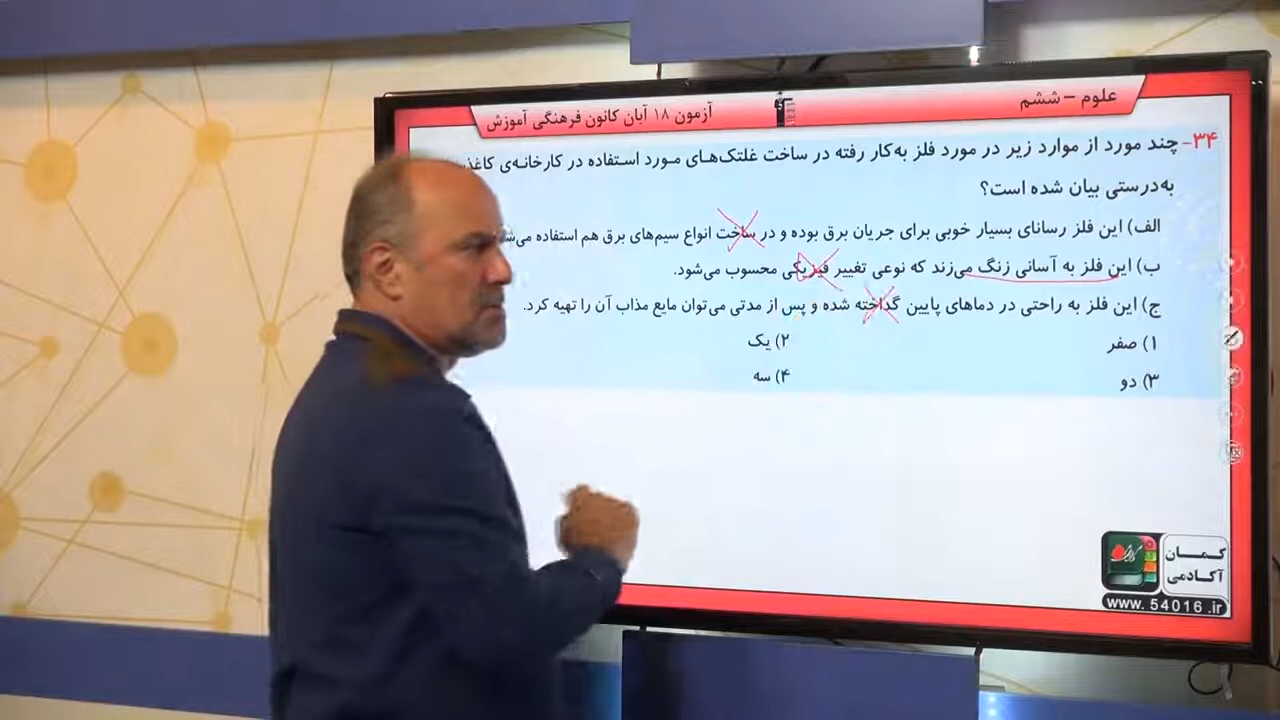 علوم – ششم
آزمون ۱۸ آبان کانون فرهنگی آموزش
۳۴- چند مورد از موارد زیر در مورد فلز به‌کار رفته در ساخت غلتک‌های مورد استفاده در کارخانه‌ی
به‌درستی بیان شده است؟
الف) این فلز رسانای بسیار خوبی برای جریان برق بوده و در ساخت انواع سیم‌های برق هم استفاده
ب) این فلز به آسانی زنگ می‌زند که نوعی تغییر فیزیکی محسوب می‌شود.
ج) این فلز به راحتی در دماهای پایین گداخته شده و پس از مدتی می‌توان مایع مذاب آن را تهیه کرد.
۱) صفر
۲) یک
۳) دو
۴) سه
کمان
آکادمی
www.54016.ir